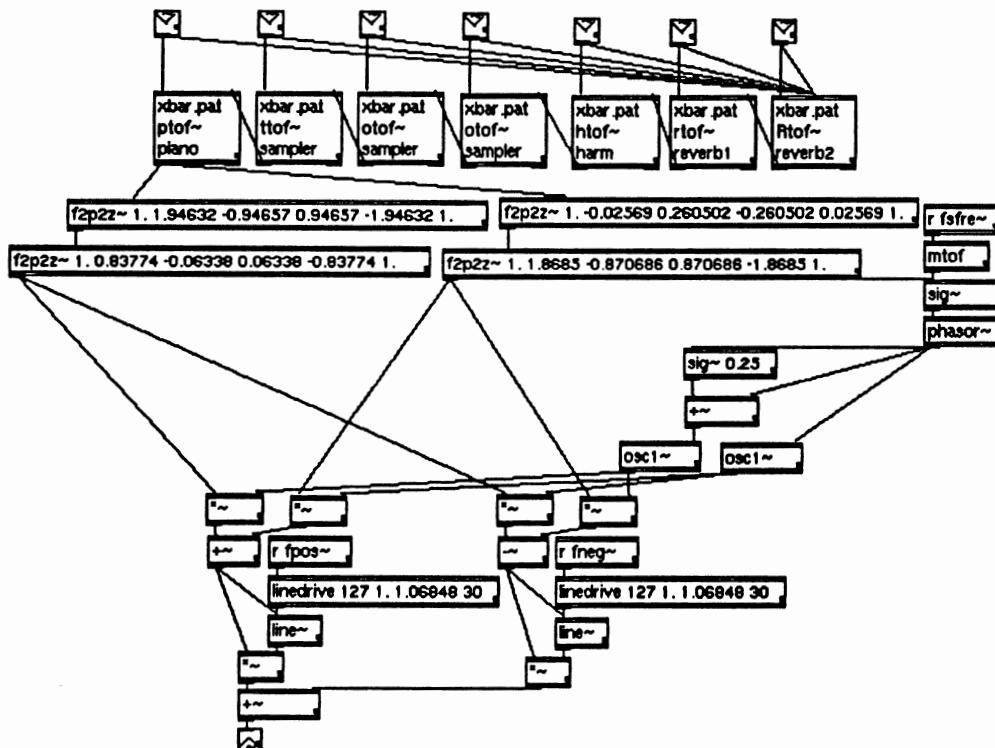 xbar.pat
ptof~
piano
xbar.pat
ttof~
sampler
xbar.pat
otof~
sampler
xbar.pat
otof~
sampler
xbar.pat
htof~
harm
xbar.pat
rtof~
reverb1
xbar.pat
Rtof~
reverb2
f2p2z~ 1. 1.94632 -0.94657 0.94657 -1.94632 1.
f2p2z~ 1. -0.02569 0.260502 -0.260502 0.02569 1.
r fsfre~
f2p2z~ 1. 0.83774 -0.06338 0.06338 -0.83774 1.
f2p2z~ 1. 1.8685 -0.870686 0.870686 -1.8685 1.
mtof
sig~
phasor~
sig~ 0.25
+~
osc1~
osc1~
*~
*~
*~
*~
+~
r fpos~
-~
r fneg~
linedrive 127 1. 1.06848 30
linedrive 127 1. 1.06848 30
line~
line~
*~
*~
+~